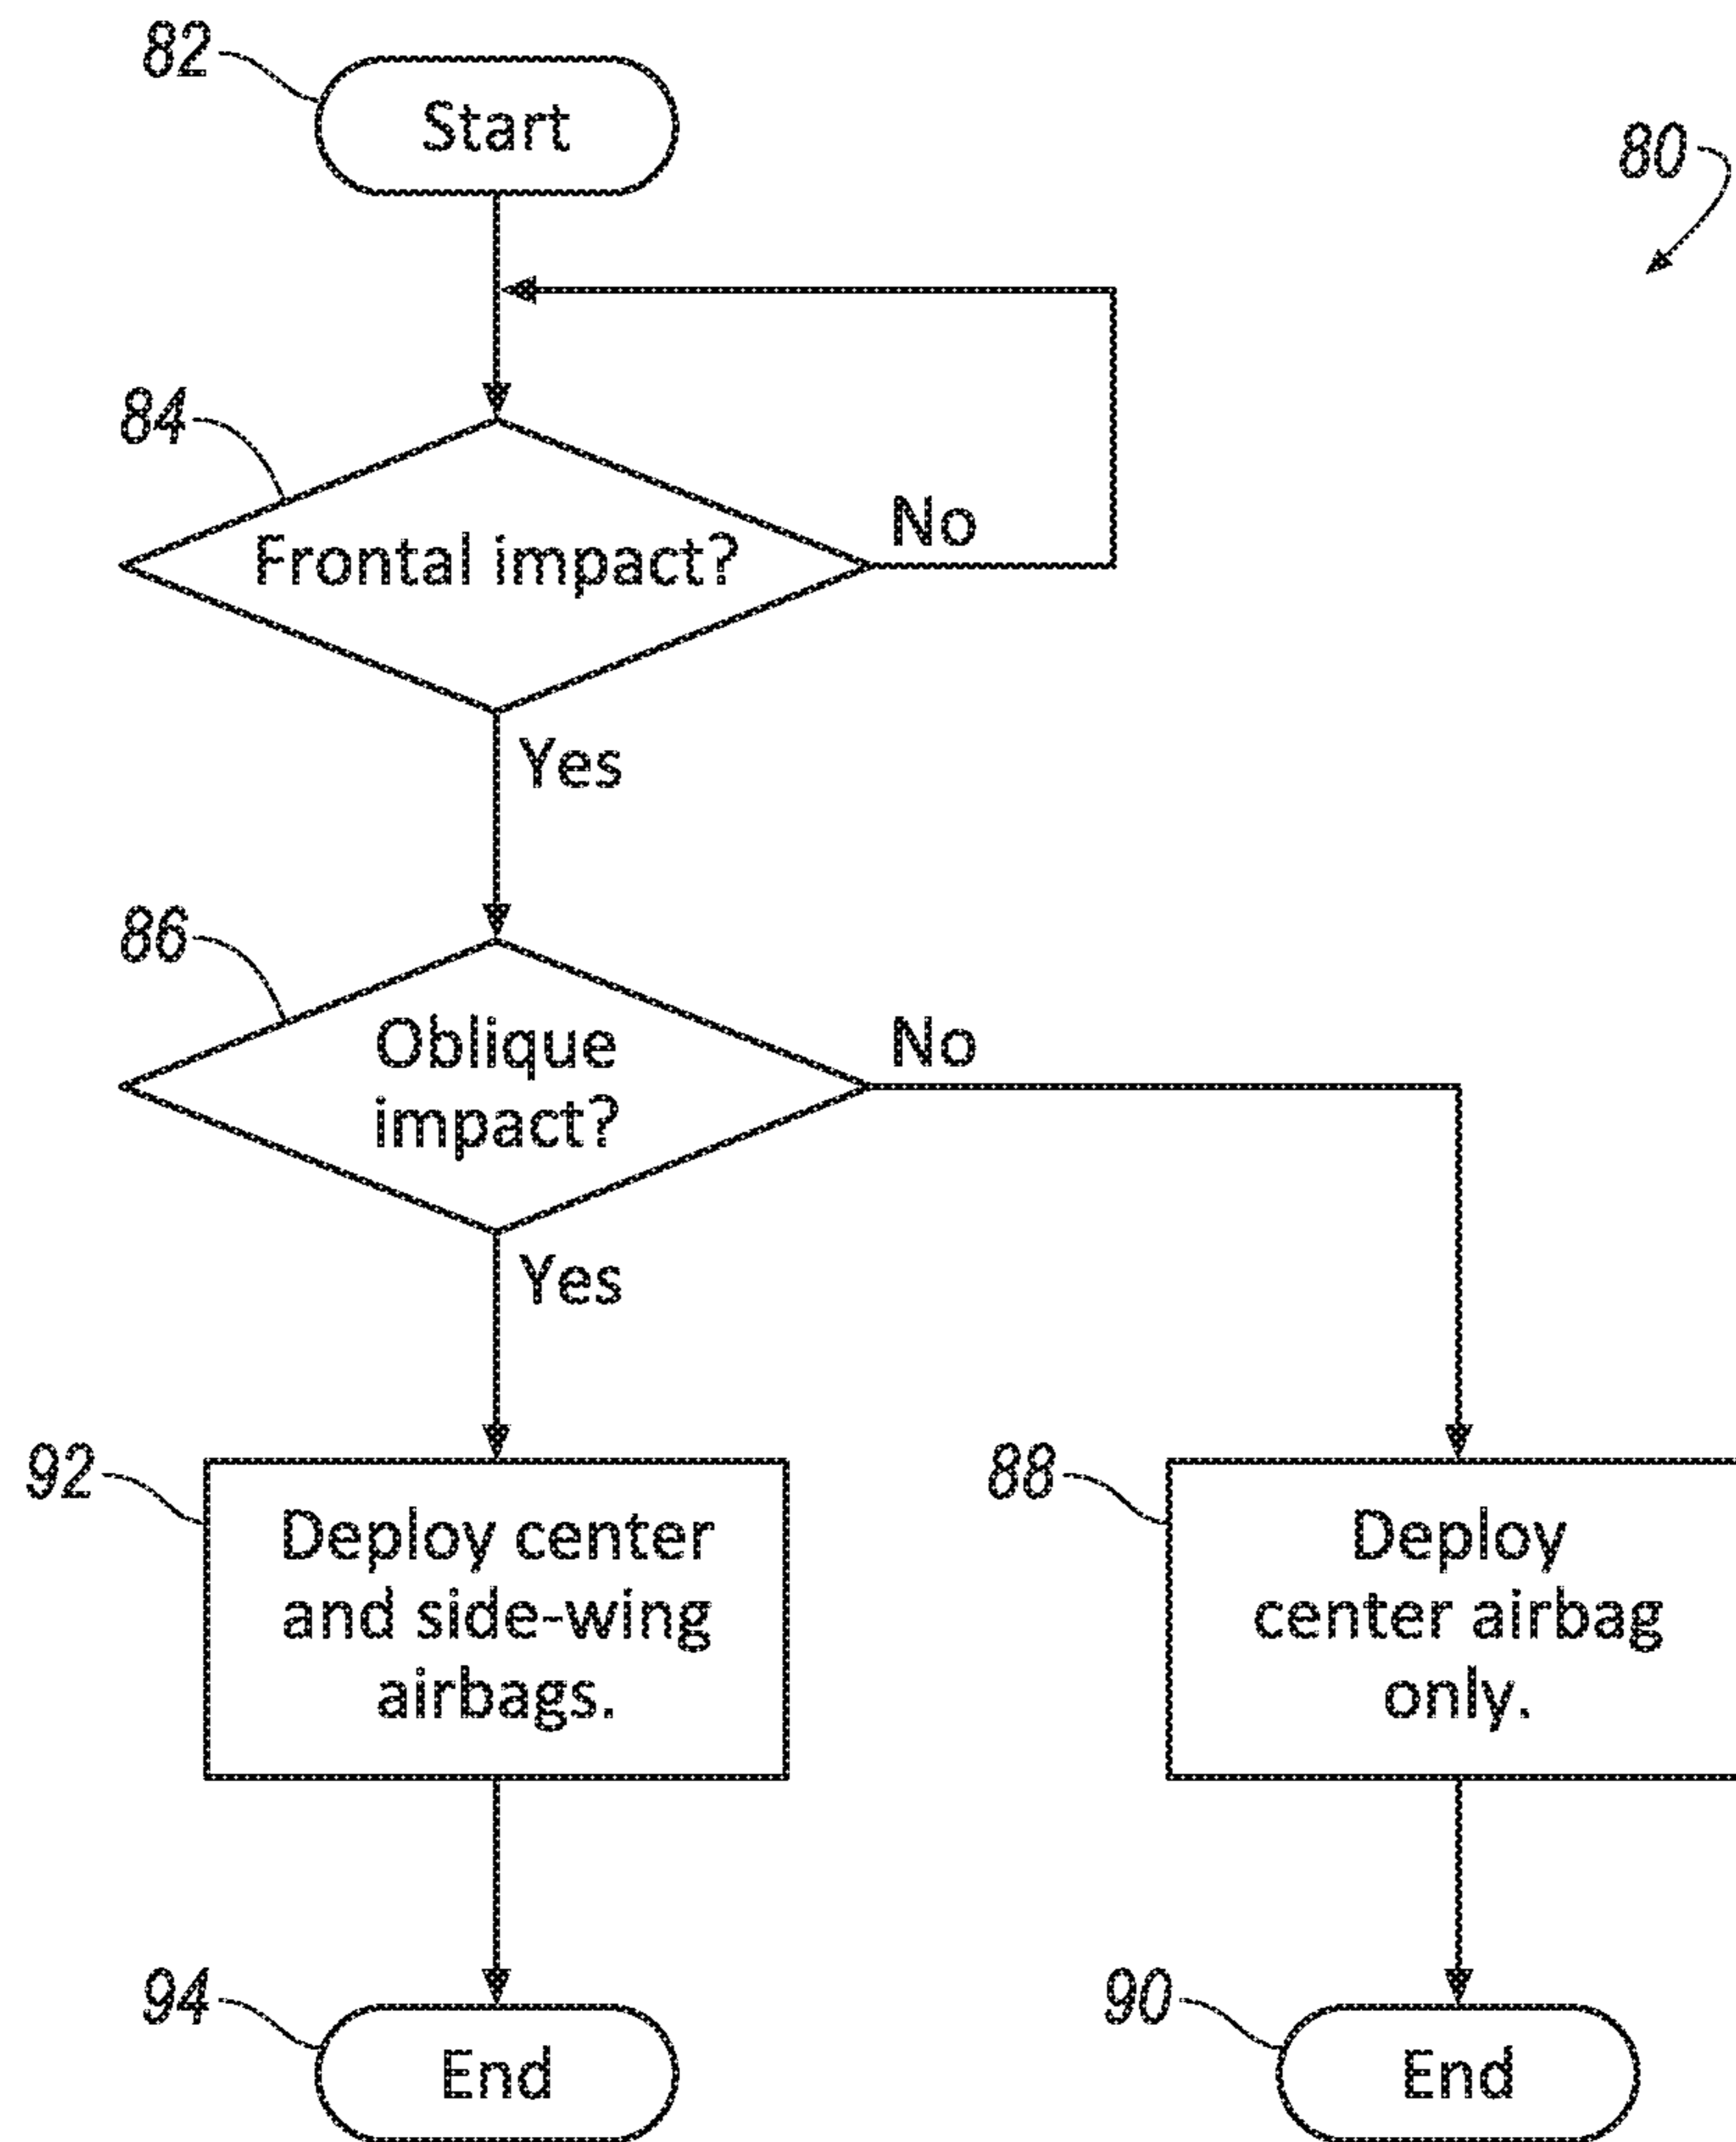 82
Start
80
84
Frontal impact?
No
Yes
86
Oblique
impact?
No
Yes
92
Deploy center
and side-wing
airbags.
88
Deploy
center airbag
only.
94
End
90
End